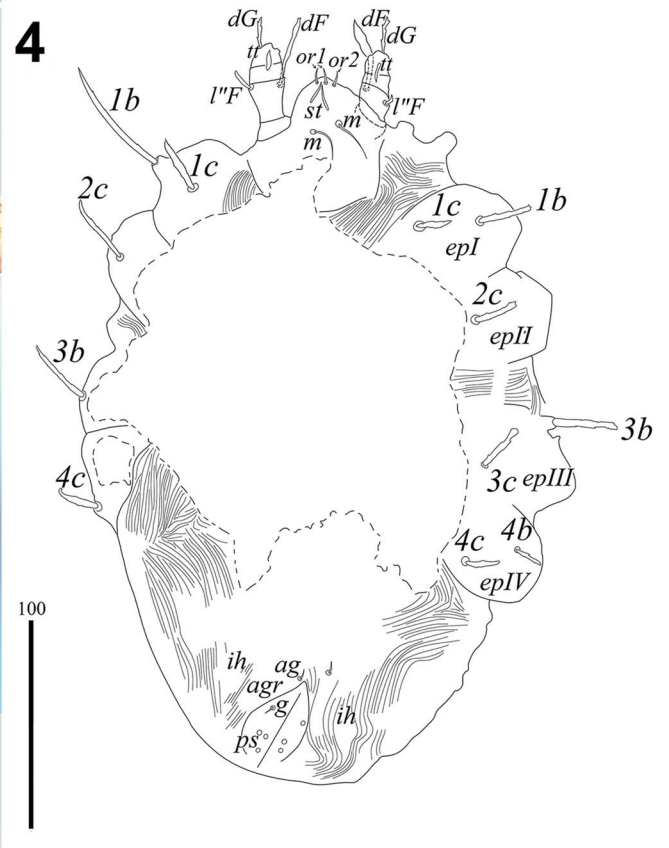 4
dG dF dF dG
tt or1 or2 tt
l"F st l"F
m m
1b 1c 1c 1b
2c epI
2c epII
3b 3b
3c epIII
4c 4c 4b
epIV
100
ih ag
agr
g ih
ps